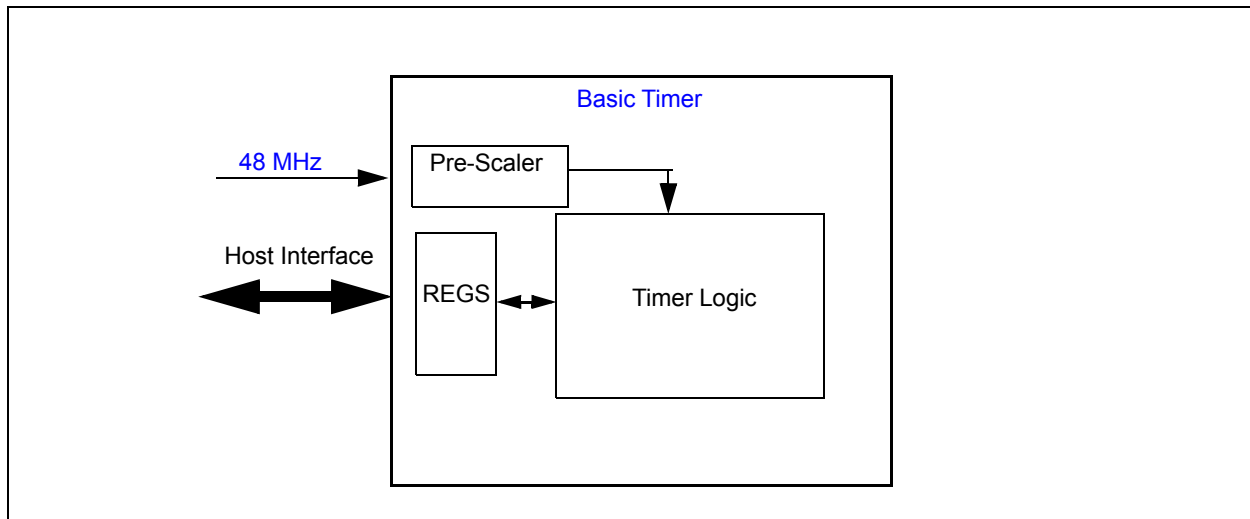 Basic Timer
48 MHz
Pre-Scaler
Host Interface
REGS
Timer Logic